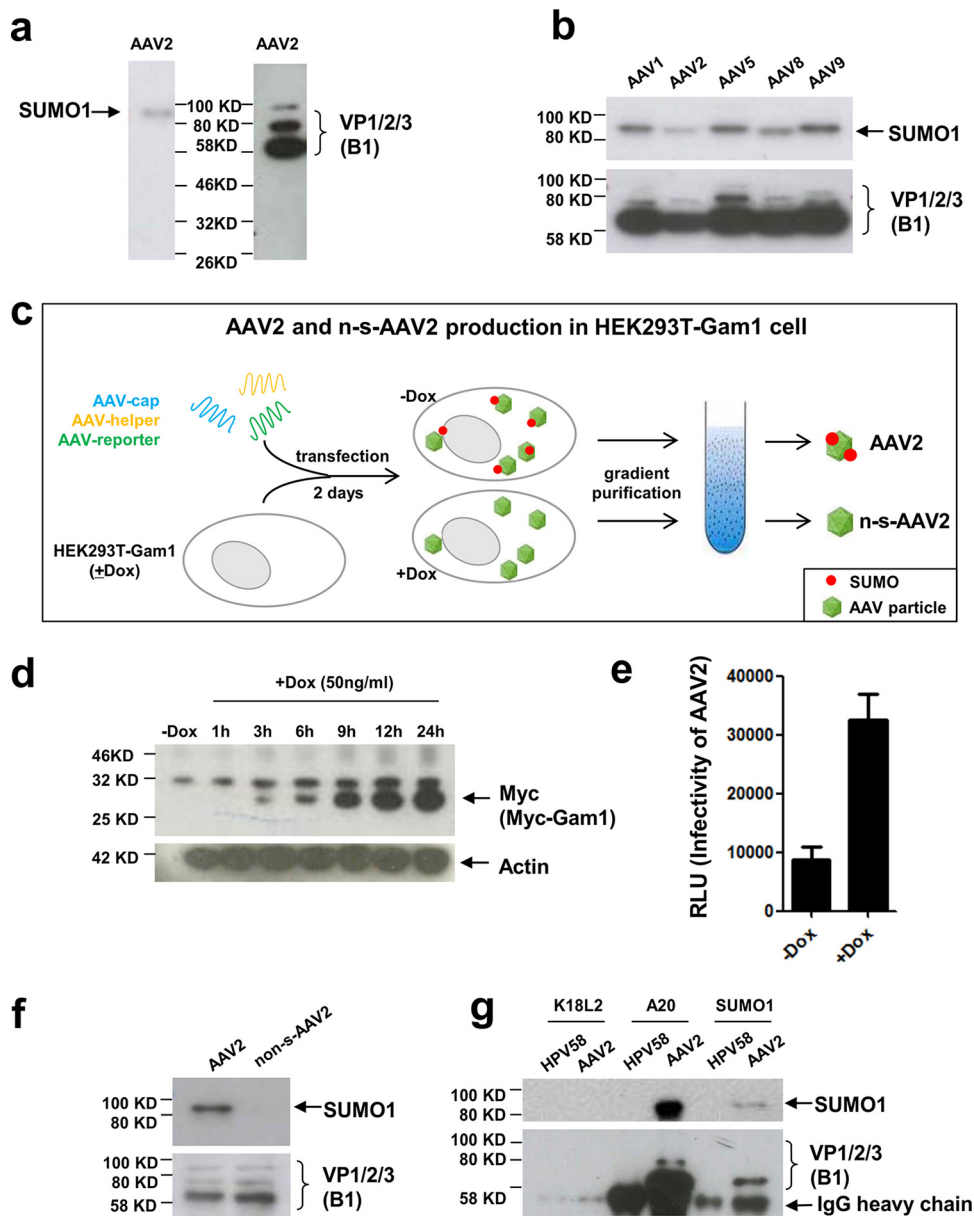 a
AAV2
AAV2
SUMO1
100 KD
80 KD
58KD
46KD
32KD
26KD
VP1/2/3
(B1)
b
AAV1
AAV2
AAV5
AAV8
AAV9
100 KD
80 KD
SUMO1
100 KD
80 KD
58 KD
VP1/2/3
(B1)
c
AAV2 and n-s-AAV2 production in HEK293T-Gam1 cell
AAV-cap
AAV-helper
AAV-reporter
transfection
2 days
HEK293T-Gam1
(±Dox)
-Dox
+Dox
gradient
purification
AAV2
n-s-AAV2
SUMO
AAV particle
d
+Dox (50ng/ml)
-Dox 1h 3h 6h 9h 12h 24h
46KD
32 KD
25 KD
Myc
(Myc-Gam1)
42 KD
Actin
e
RLU (Infectivity of AAV2)
40000
30000
20000
10000
0
-Dox
+Dox
f
AAV2
non-s-AAV2
100 KD
80 KD
SUMO1
100 KD
80 KD
58 KD
VP1/2/3
(B1)
g
K18L2 A20 SUMO1
HPV58
AAV2
HPV58
AAV2
HPV58
AAV2
100 KD
80 KD
SUMO1
100 KD
80 KD
58 KD
VP1/2/3
(B1)
IgG heavy chain